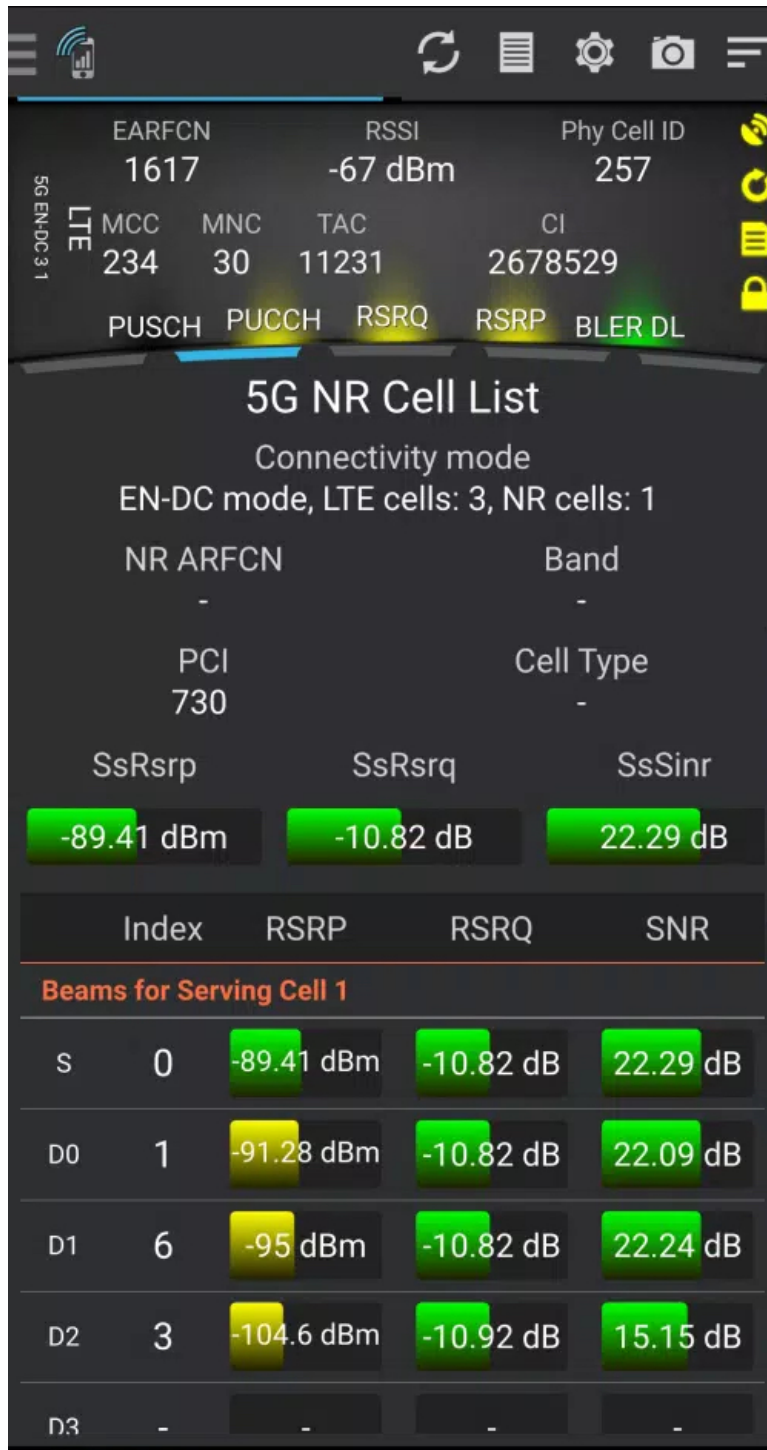 EARFCN RSSI Phy Cell ID
1617 -67 dBm 257
5G EN-DC 3 1
LTE
MCC MNC TAC CI
234 30 11231 2678529
PUSCH PUCCH RSRQ RSRP BLER DL
5G NR Cell List
Connectivity mode
EN-DC mode, LTE cells: 3, NR cells: 1
NR ARFCN Band
- -
PCI Cell Type
730 -
SsRsrp SsRsrq SsSinr
-89.41 dBm -10.82 dB 22.29 dB
Index RSRP RSRQ SNR
Beams for Serving Cell 1
S 0 -89.41 dBm -10.82 dB 22.29 dB
D0 1 -91.28 dBm -10.82 dB 22.09 dB
D1 6 -95 dBm -10.82 dB 22.24 dB
D2 3 -104.6 dBm -10.92 dB 15.15 dB
D3 - - - -